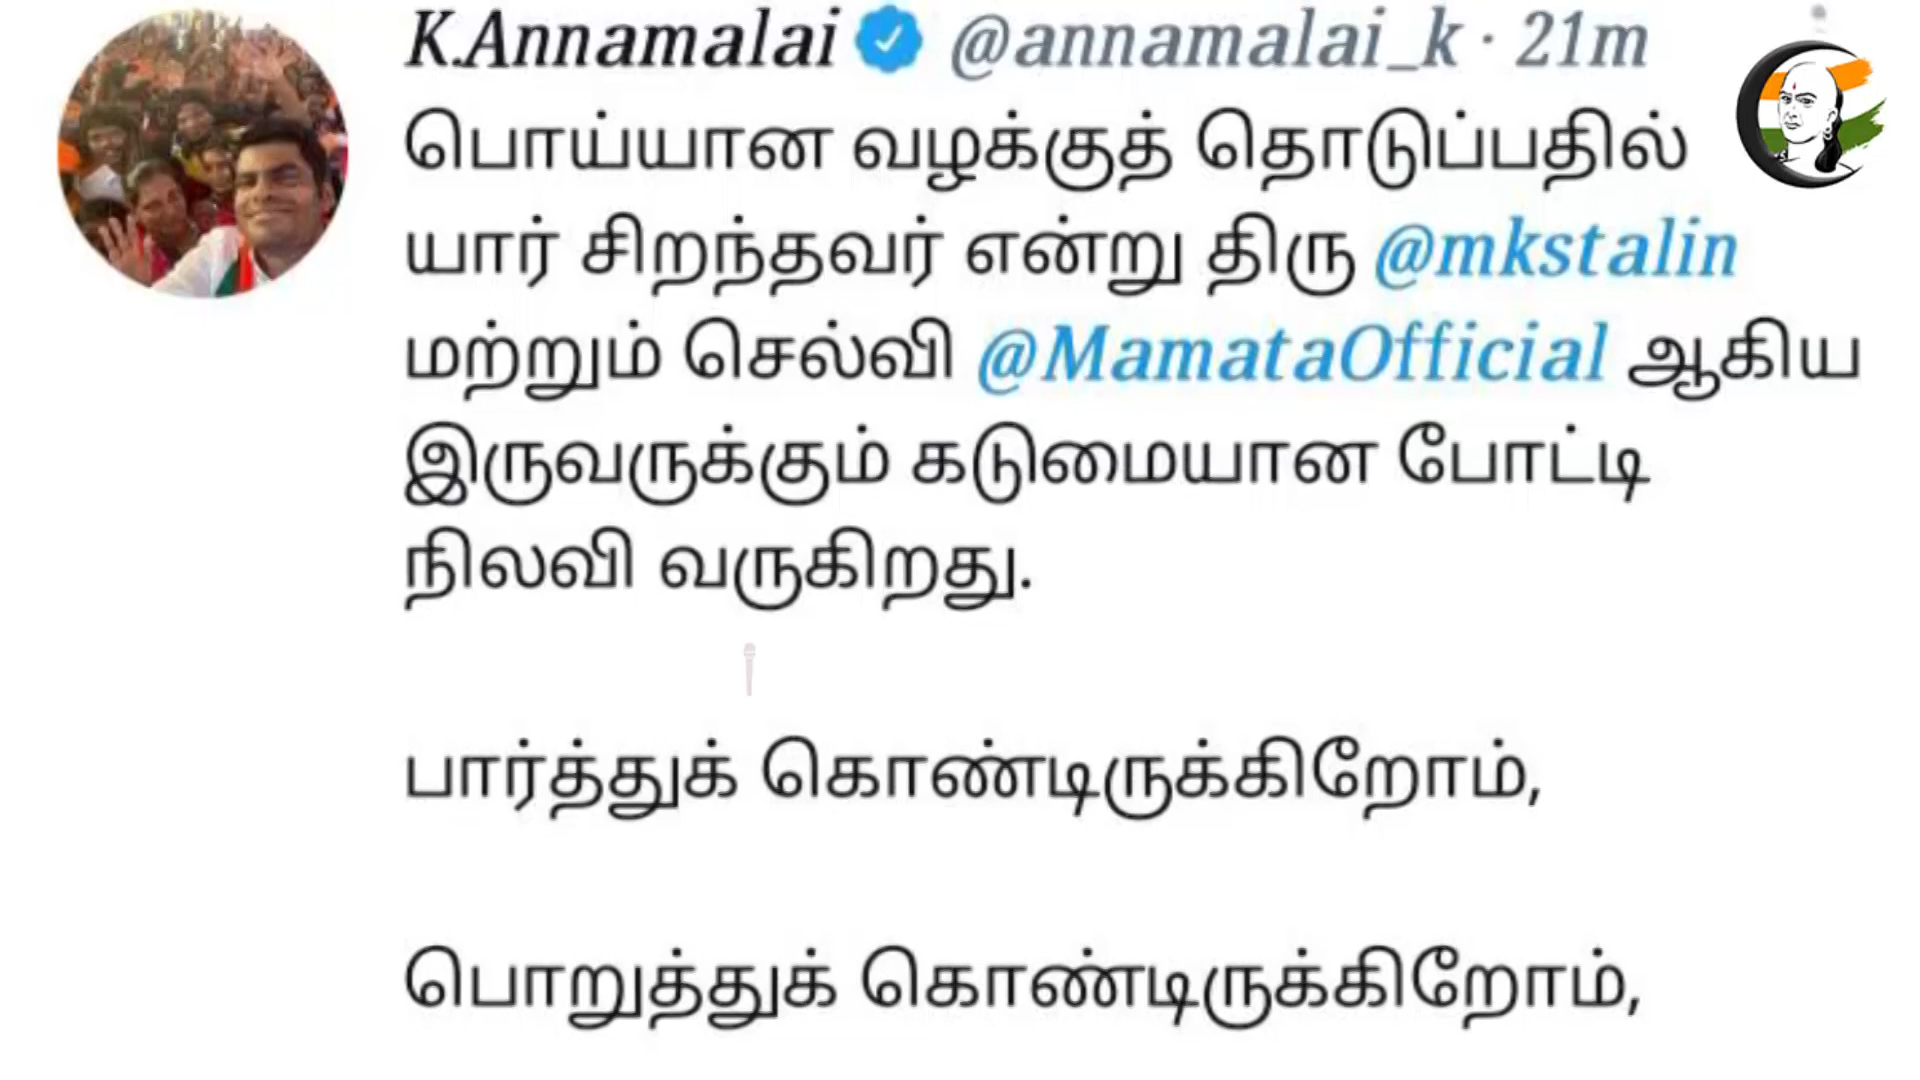 K.Annamalai @annamalai_k · 21m
பொய்யான வழக்குத் தொடுப்பதில்
யார் சிறந்தவர் என்று திரு @mkstalin
மற்றும் செல்வி @MamataOfficial ஆகிய
இருவருக்கும் கடுமையான போட்டி
நிலவி வருகிறது.
பார்த்துக் கொண்டிருக்கிறோம்,
பொறுத்துக் கொண்டிருக்கிறோம்,